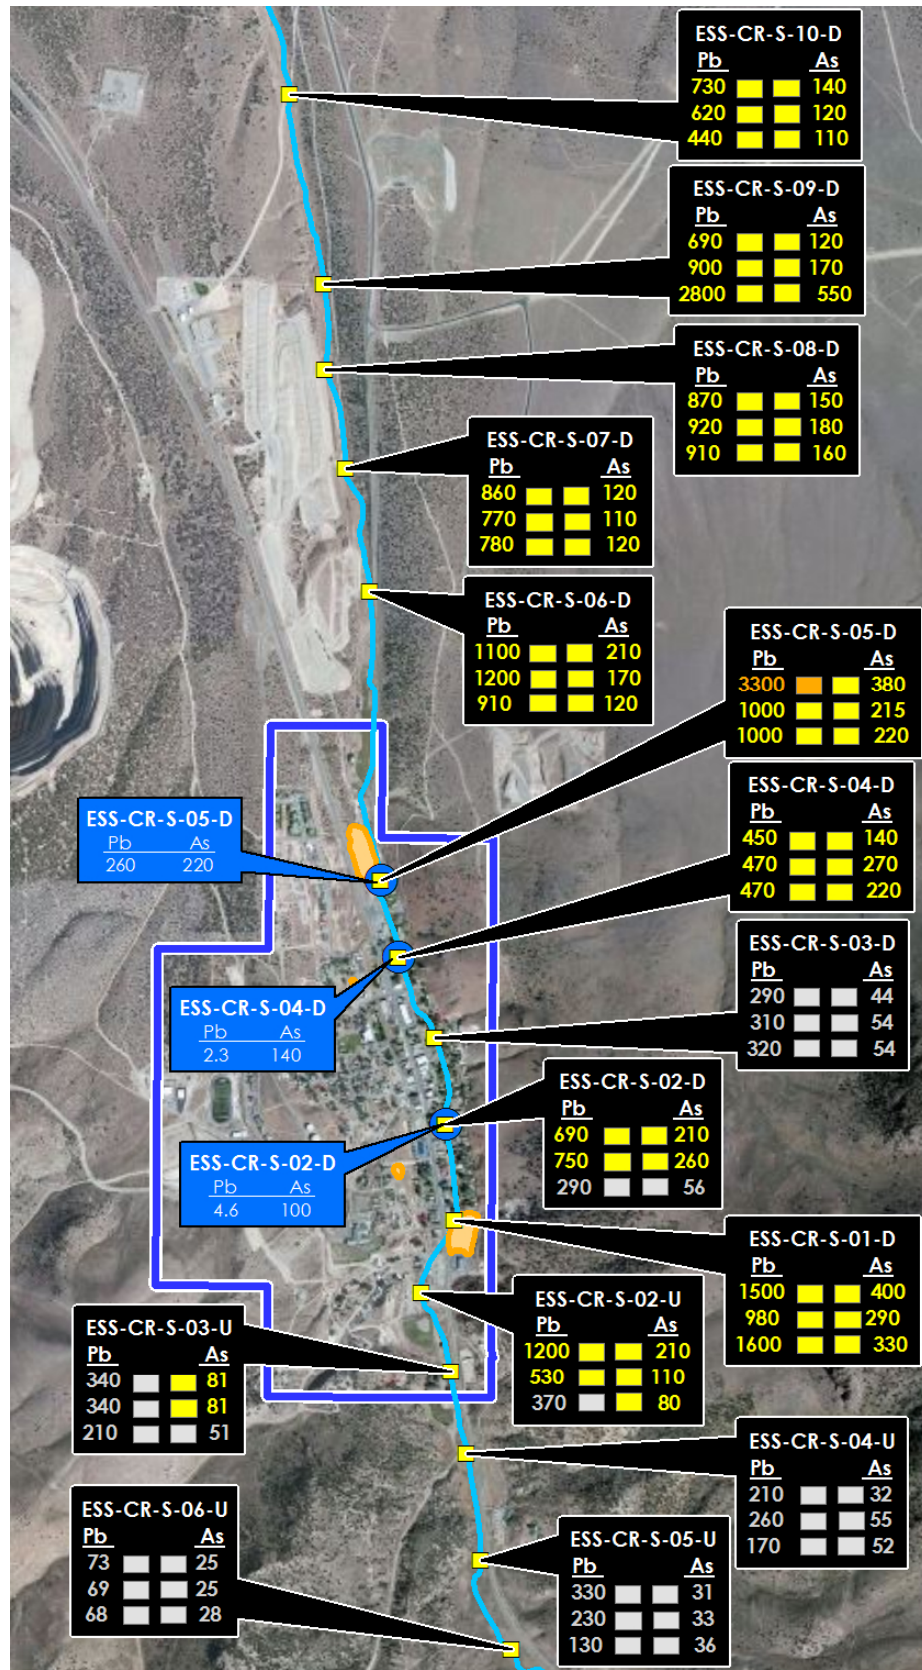 ESS-CR-S-10-D
Pb As
730 140
620 120
440 110
ESS-CR-S-09-D
Pb As
690 120
900 170
2800 550
ESS-CR-S-08-D
Pb As
870 150
920 180
910 160
ESS-CR-S-07-D
Pb As
860 120
770 110
780 120
ESS-CR-S-06-D
Pb As
1100 210
1200 170
910 120
ESS-CR-S-05-D
Pb As
3300 380
1000 215
1000 220
ESS-CR-S-04-D
Pb As
450 140
470 270
470 220
ESS-CR-S-05-D
Pb As
260 220
ESS-CR-S-03-D
Pb As
290 44
310 54
320 54
ESS-CR-S-04-D
Pb As
2.3 140
ESS-CR-S-02-D
Pb As
690 210
750 260
290 56
ESS-CR-S-02-D
Pb As
4.6 100
ESS-CR-S-01-D
Pb As
1500 400
980 290
1600 330
ESS-CR-S-02-U
Pb As
1200 210
530 110
370 80
ESS-CR-S-03-U
Pb As
340 81
340 81
210 51
ESS-CR-S-04-U
Pb As
210 32
260 55
170 52
ESS-CR-S-06-U
Pb As
73 25
69 25
68 28
ESS-CR-S-05-U
Pb As
330 31
230 33
130 36